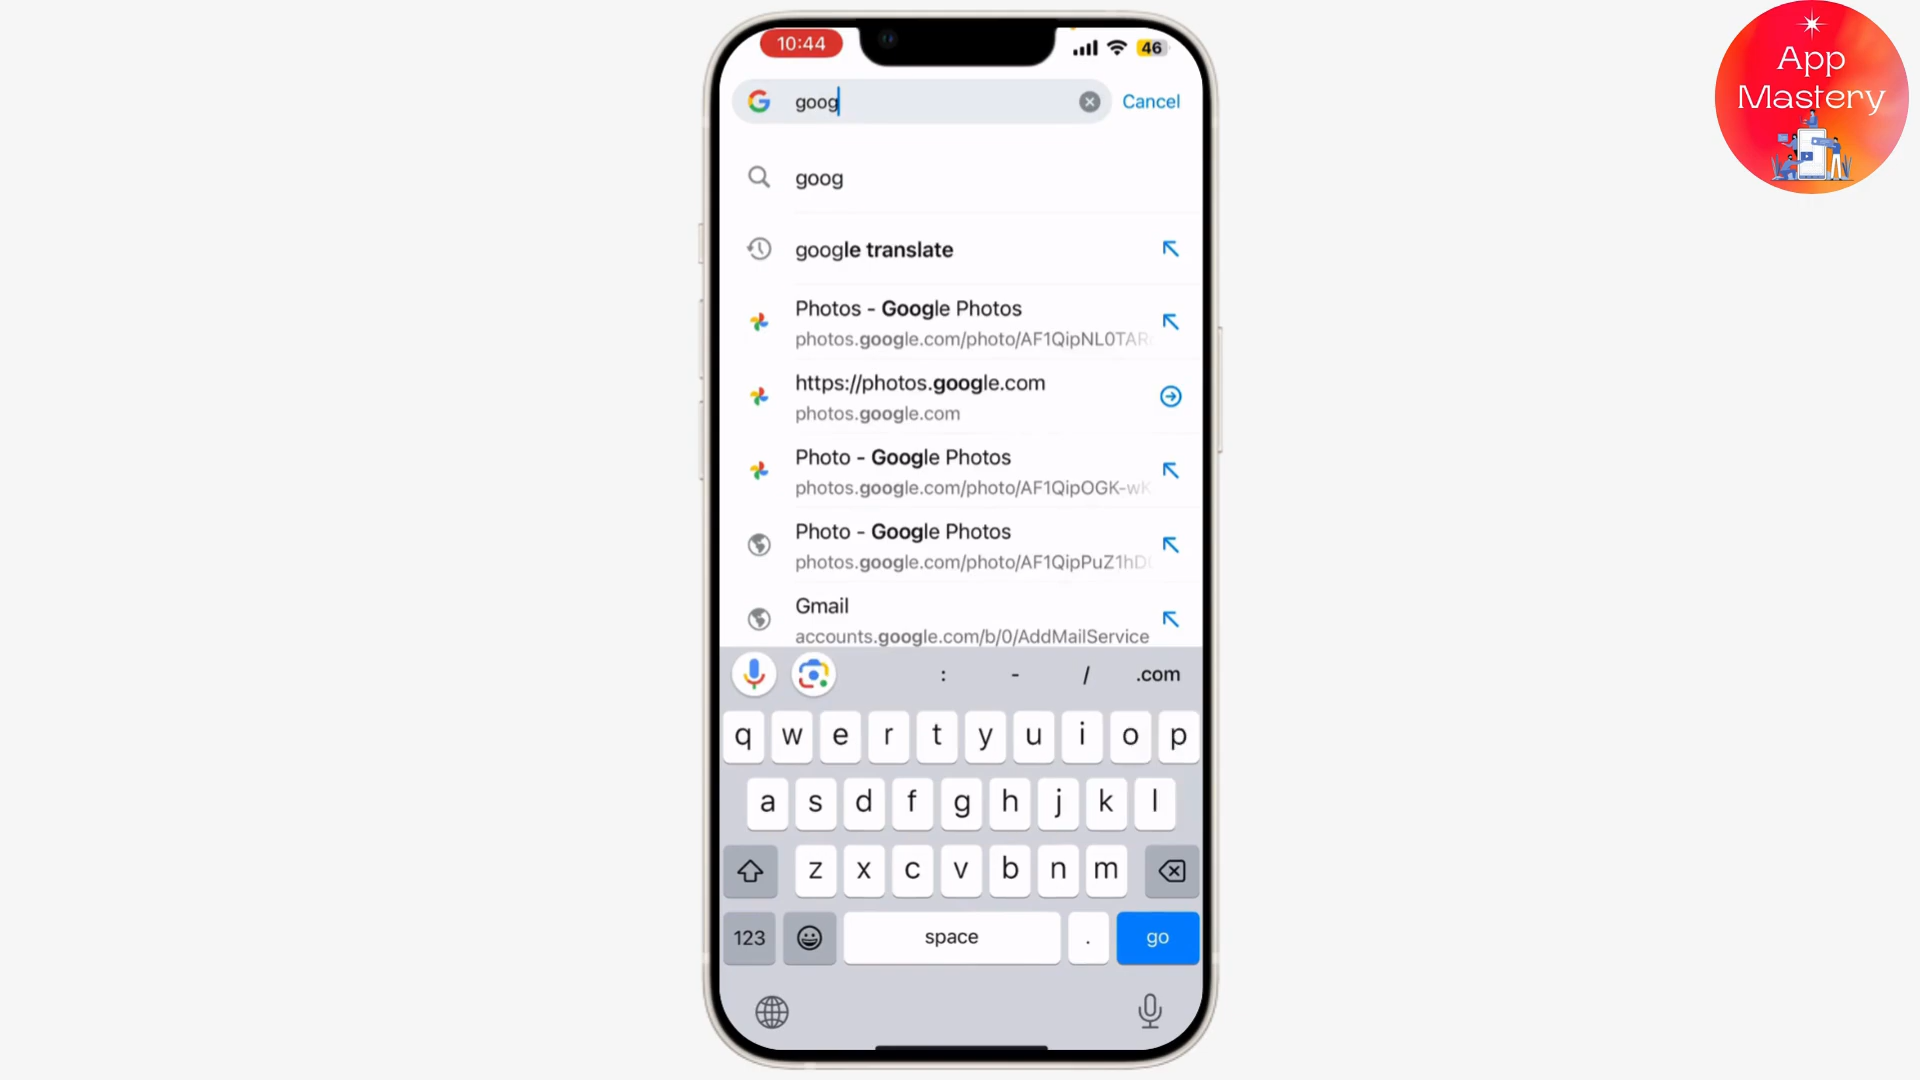 10:44
46
goog
Cancel
goog
google translate
Photos - Google Photos
photos.google.com/photo/AF1QipNL0TAR
https://photos.google.com
photos.google.com
Photo - Google Photos
photos.google.com/photo/AF1QipOGK-wK
Photo - Google Photos
photos.google.com/photo/AF1QipPuZ1hD
Gmail
accounts.google.com/b/0/AddMailService
: - / .com
q w e r t y u i o p
a s d f g h j k l
z x c v b n m
123 space . go
App
Mastery